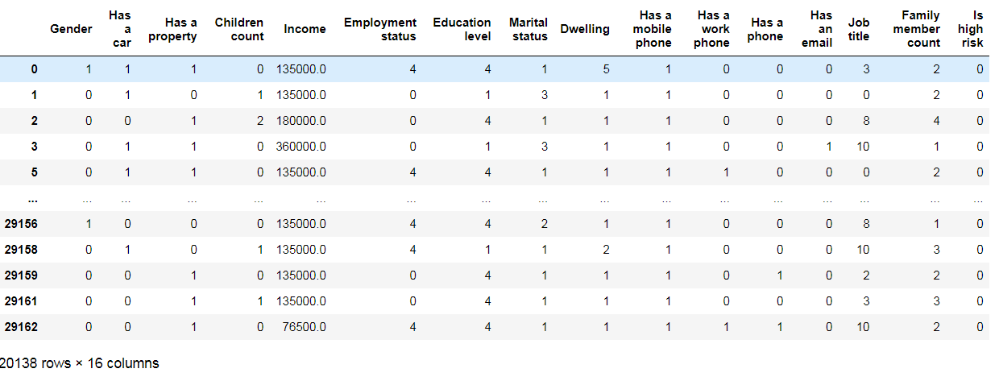 Gender Has a car Has a property Children count Income Employment status Education level Marital status Dwelling Has a mobile phone Has a work phone Has a phone Has an email Job title Family member count Is high risk
0 1 1 1 0 135000.0 4 4 1 5 1 0 0 0 3 2 0
1 0 1 0 1 135000.0 0 1 3 1 1 0 0 0 0 2 0
2 0 0 1 2 180000.0 0 4 1 1 1 0 0 0 8 4 0
3 0 1 1 0 360000.0 0 1 3 1 1 0 0 1 10 1 0
5 0 1 1 0 135000.0 4 4 1 1 1 1 0 0 0 2 0
... ... ... ... ... ... ... ... ... ... ... ... ... ... ... ... ...
29156 1 0 0 0 135000.0 4 4 2 1 1 0 0 0 8 1 0
29158 0 1 0 1 135000.0 4 1 1 2 1 0 0 0 10 3 0
29159 0 0 1 0 135000.0 0 4 1 1 1 0 1 0 2 2 0
29161 0 0 1 1 135000.0 0 4 1 1 1 0 0 0 3 3 0
29162 0 0 1 0 76500.0 4 4 1 1 1 1 1 0 10 2 0
20138 rows × 16 columns